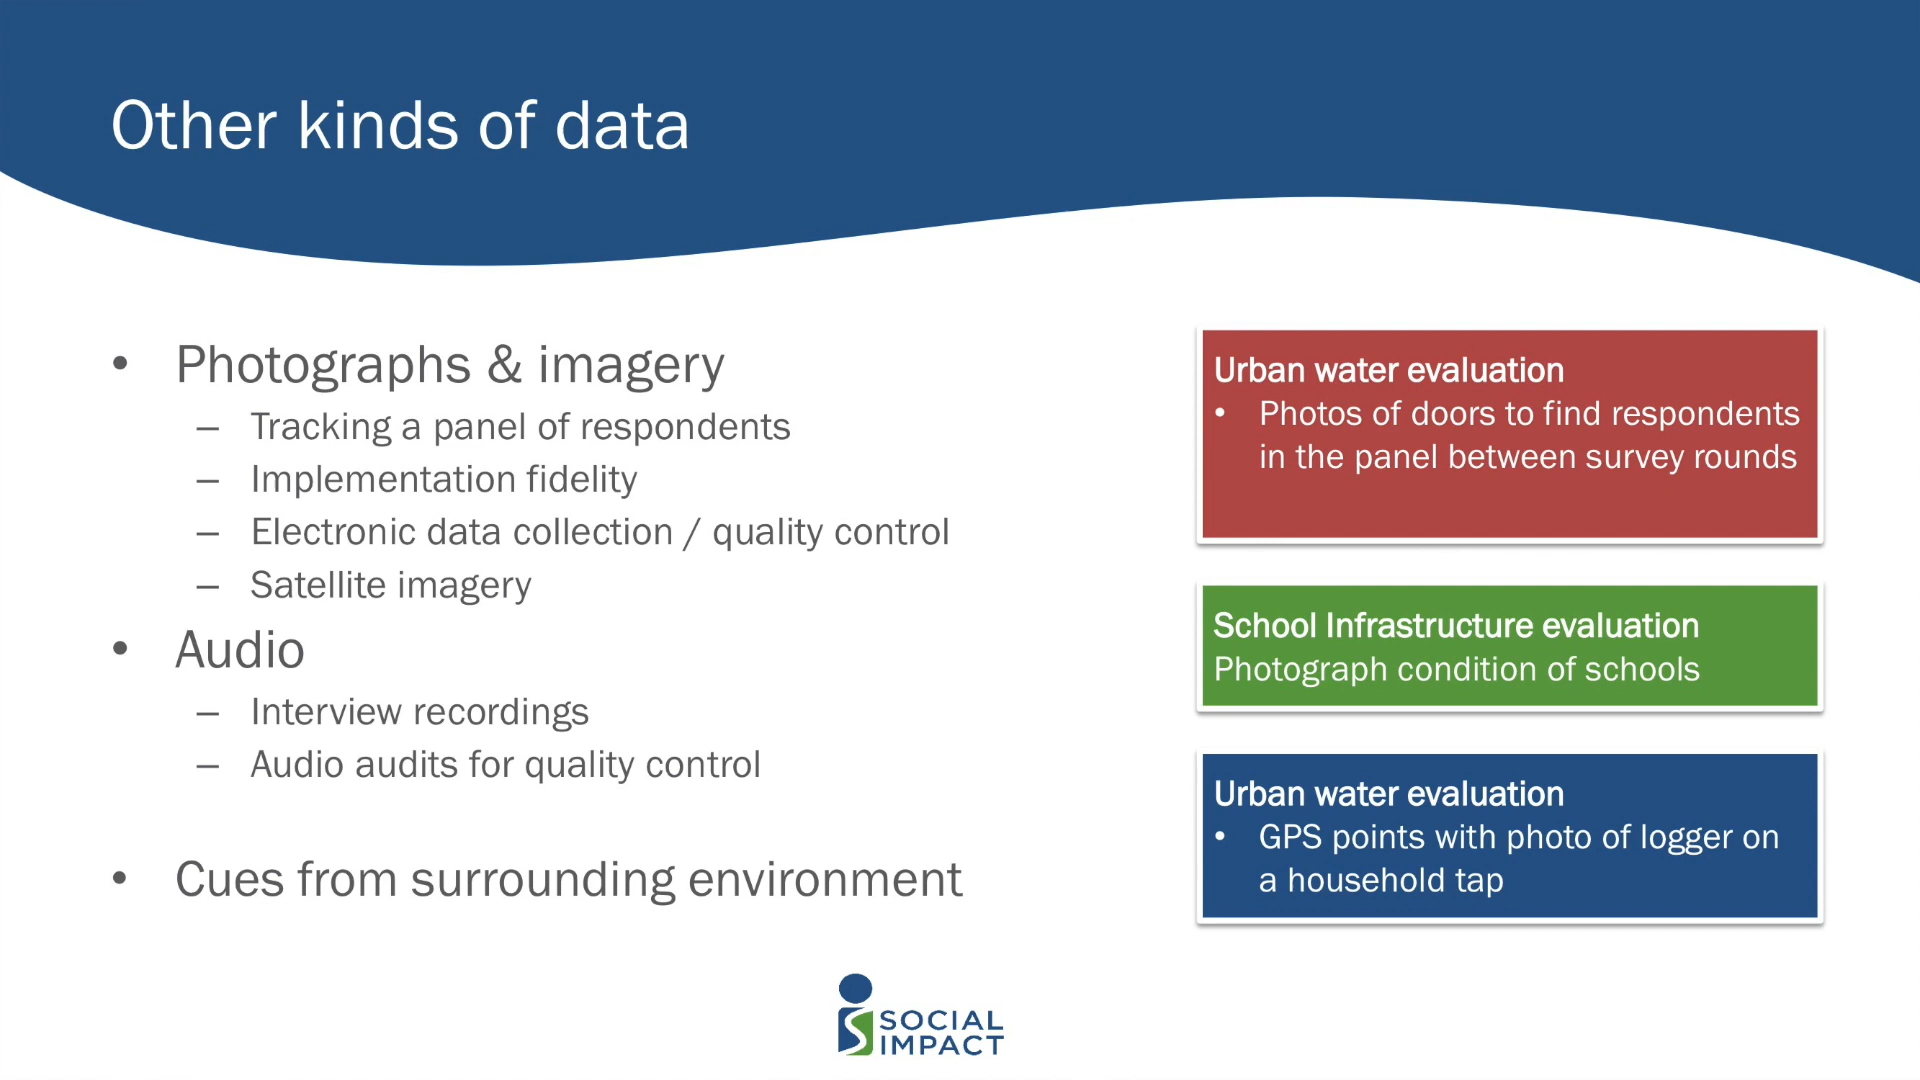 Other kinds of data
• Photographs & imagery
– Tracking a panel of respondents
– Implementation fidelity
– Electronic data collection / quality control
– Satellite imagery
• Audio
– Interview recordings
– Audio audits for quality control
• Cues from surrounding environment
Urban water evaluation
• Photos of doors to find respondents
in the panel between survey rounds
School Infrastructure evaluation
Photograph condition of schools
Urban water evaluation
• GPS points with photo of logger on
a household tap
SOCIAL
IMPACT